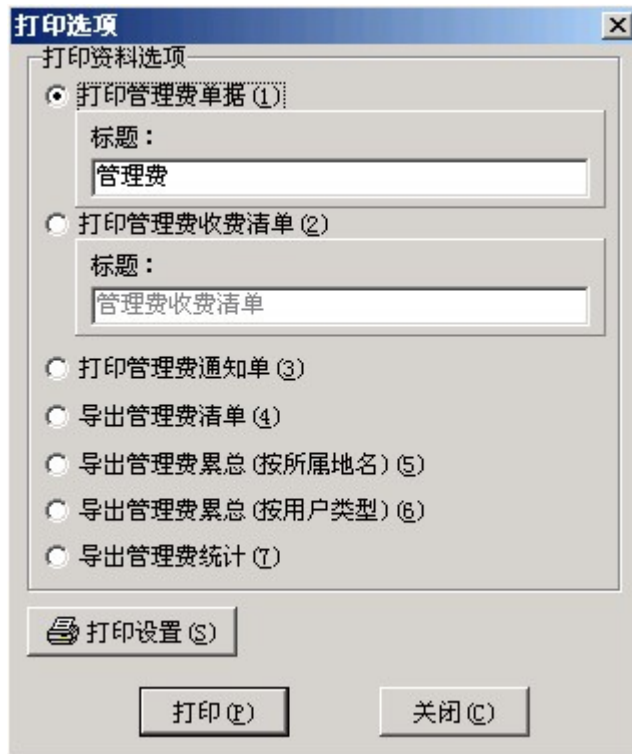 打印选项
打印资料选项
打印管理费单据(1)
标题：
管理费
打印管理费收费清单(2)
标题：
管理费收费清单
打印管理费通知单(3)
导出管理费清单(4)
导出管理费累总(按所属地名)(5)
导出管理费累总(按用户类型)(6)
导出管理费统计(7)
打印设置(S)
打印(P) 关闭(C)